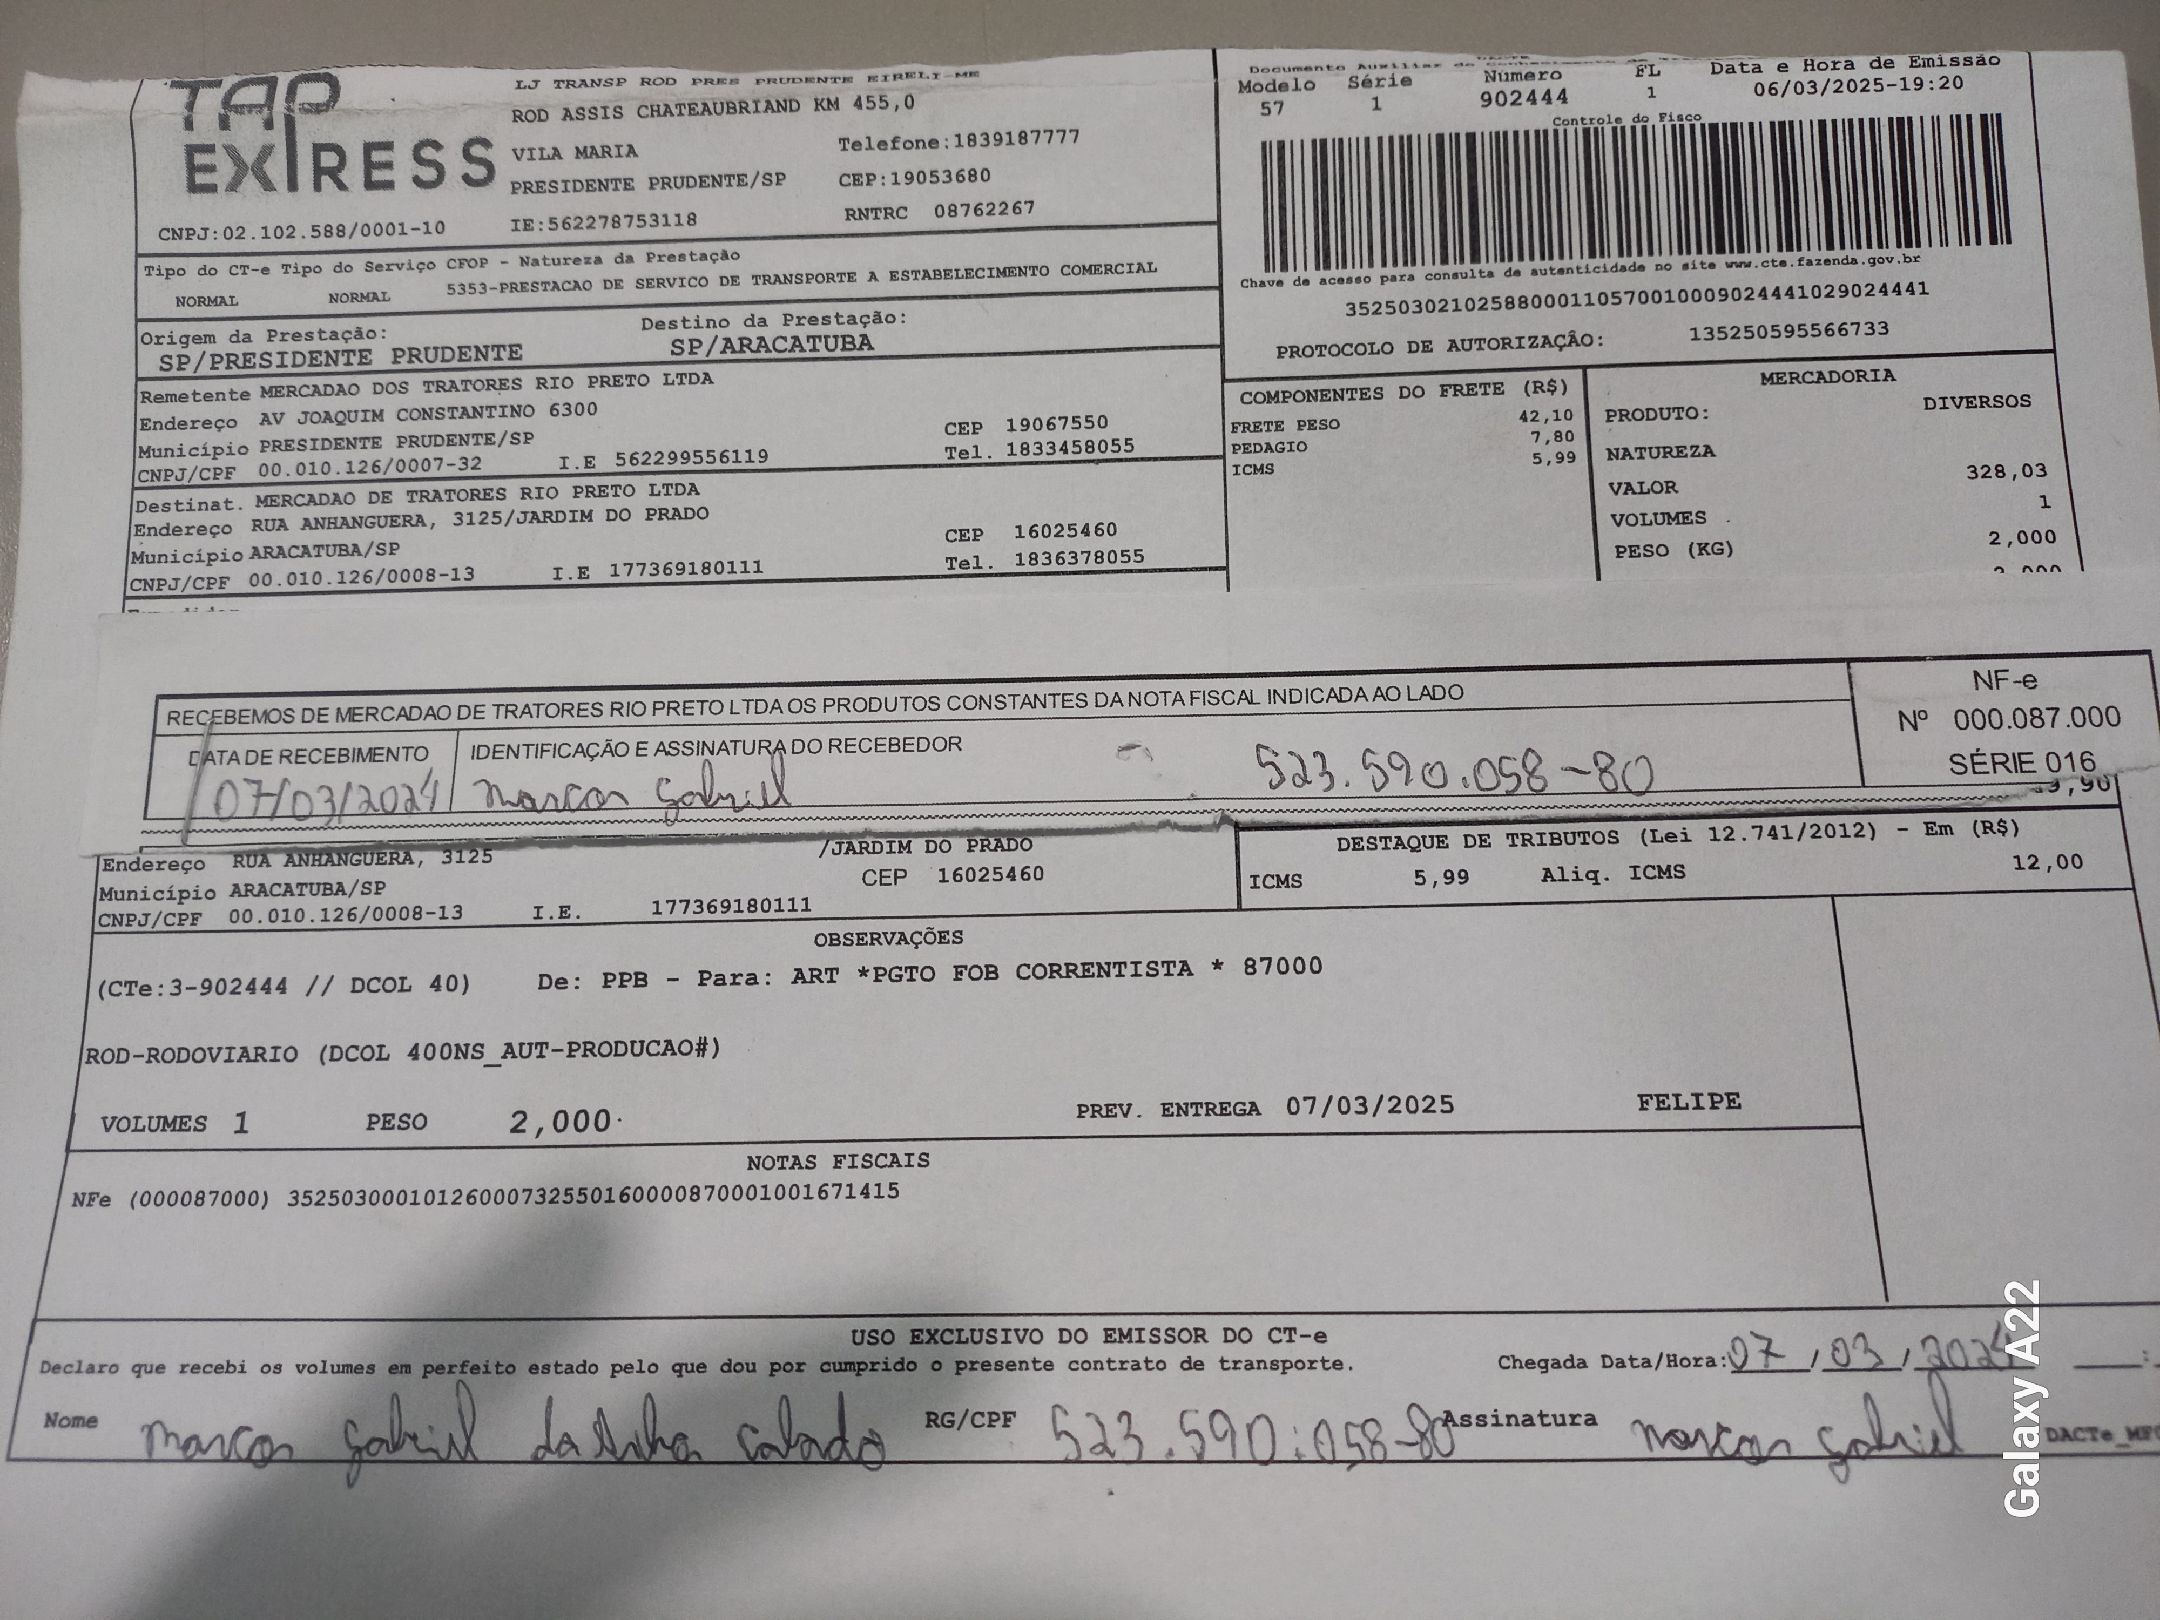 TAP
EXPRESS
LJ TRANSP ROD PRES PRUDENTE EIRELI-ME
ROD ASSIS CHATEAUBRIAND KM 455,0
VILA MARIA Telefone:1839187777
PRESIDENTE PRUDENTE/SP CEP:19053680
CNPJ:02.102.588/0001-10 IE:562278753118 RNTRC 08762267
Documento Auxiliar
Modelo Série Número FL Data e Hora de Emissão
57 1 902444 1 06/03/2025-19:20
Controle do Fisco
Chave de acesso para consulta de autenticidade no site www.cte.fazenda.gov.br
35250302102588000110570010009024441029024441
PROTOCOLO DE AUTORIZAÇÂO: 135250595566733
Tipo do CT-e Tipo do Serviço CFOP - Natureza da Prestação
NORMAL NORMAL 5353-PRESTACAO DE SERVICO DE TRANSPORTE A ESTABELECIMENTO COMERCIAL
Origem da Prestação: Destino da Prestação:
SP/PRESIDENTE PRUDENTE SP/ARACATUBA
Remetente MERCADAO DOS TRATORES RIO PRETO LTDA
Endereço AV JOAQUIM CONSTANTINO 6300
Município PRESIDENTE PRUDENTE/SP CEP 19067550
CNPJ/CPF 00.010.126/0007-32 I.E 562299556119 Tel. 1833458055
Destinat. MERCADAO DE TRATORES RIO PRETO LTDA
Endereço RUA ANHANGUERA, 3125/JARDIM DO PRADO
Município ARACATUBA/SP CEP 16025460
CNPJ/CPF 00.010.126/0008-13 I.E 177369180111 Tel. 1836378055
COMPONENTES DO FRETE (R$)
FRETE PESO 42,10
PEDAGIO 7,80
ICMS 5,99
MERCADORIA
PRODUTO: DIVERSOS
NATUREZA
VALOR 328,03
VOLUMES 1
PESO (KG) 2,000
RECEBEMOS DE MERCADAO DE TRATORES RIO PRETO LTDA OS PRODUTOS CONSTANTES DA NOTA FISCAL INDICADA AO LADO
DATA DE RECEBIMENTO IDENTIFICAÇÃO E ASSINATURA DO RECEBEDOR
07/03/2024 marcos gabriel 523.590.058-80
NF-e
Nº 000.087.000
SÉRIE 016
Endereço RUA ANHANGUERA, 3125 /JARDIM DO PRADO
Município ARACATUBA/SP CEP 16025460
CNPJ/CPF 00.010.126/0008-13 I.E. 177369180111
DESTAQUE DE TRIBUTOS (Lei 12.741/2012) - Em (R$)
ICMS 5,99 Aliq. ICMS 12,00
OBSERVAÇÕES
(CTe:3-902444 // DCOL 40) De: PPB - Para: ART *PGTO FOB CORRENTISTA * 87000
ROD-RODOVIARIO (DCOL 400NS_AUT-PRODUCAO#)
VOLUMES 1 PESO 2,000 PREV. ENTREGA 07/03/2025 FELIPE
NOTAS FISCAIS
NFe (000087000) 35250300010126000732550160000870001001671415
USO EXCLUSIVO DO EMISSOR DO CT-e
Declaro que recebi os volumes em perfeito estado pelo que dou por cumprido o presente contrato de transporte. Chegada Data/Hora: 07/03/2024
Nome marcos gabriel da silva calado RG/CPF 523.590.058-80 Assinatura marcos gabriel
Galaxy A22